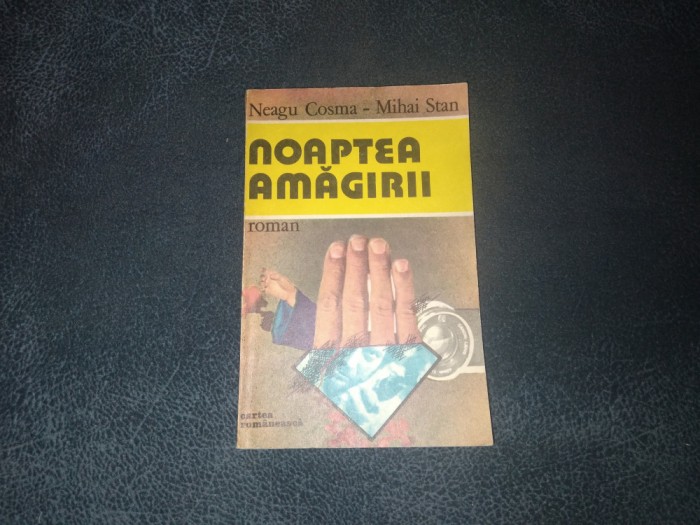 Neagu Cosma - Mihai Stan
NOAPTEA
AMĂGIRII
roman
cartea
românească